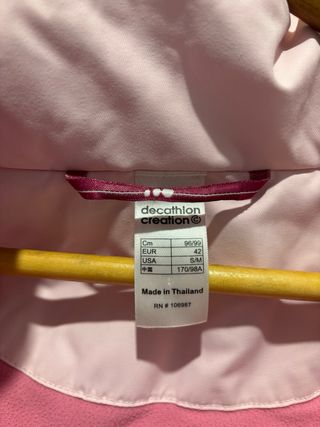 decathlon
creation©
Cm 96/99
EUR 42
USA S/M
中国 170/98A
Made in Thailand
RN # 106987